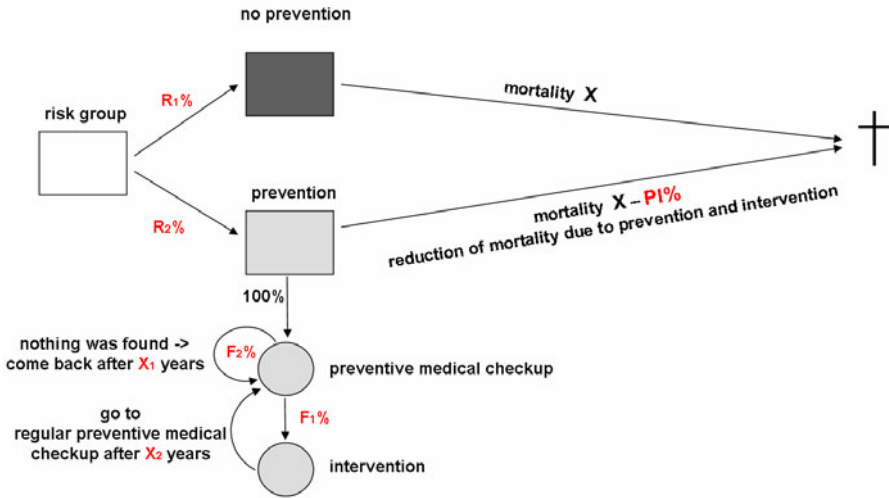 no prevention
R1%
mortality X
risk group
prevention
R2%
mortality X – PI%
reduction of mortality due to prevention and intervention
100%
nothing was found ->
come back after X1 years
F2%
preventive medical checkup
go to
regular preventive medical
checkup after X2 years
F1%
intervention